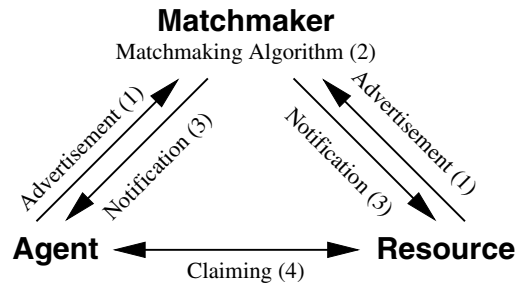 Matchmaker
Matchmaking Algorithm (2)
Advertisement (1)
Notification (3)
Notification (3)
Advertisement (1)
Agent
Resource
Claiming (4)